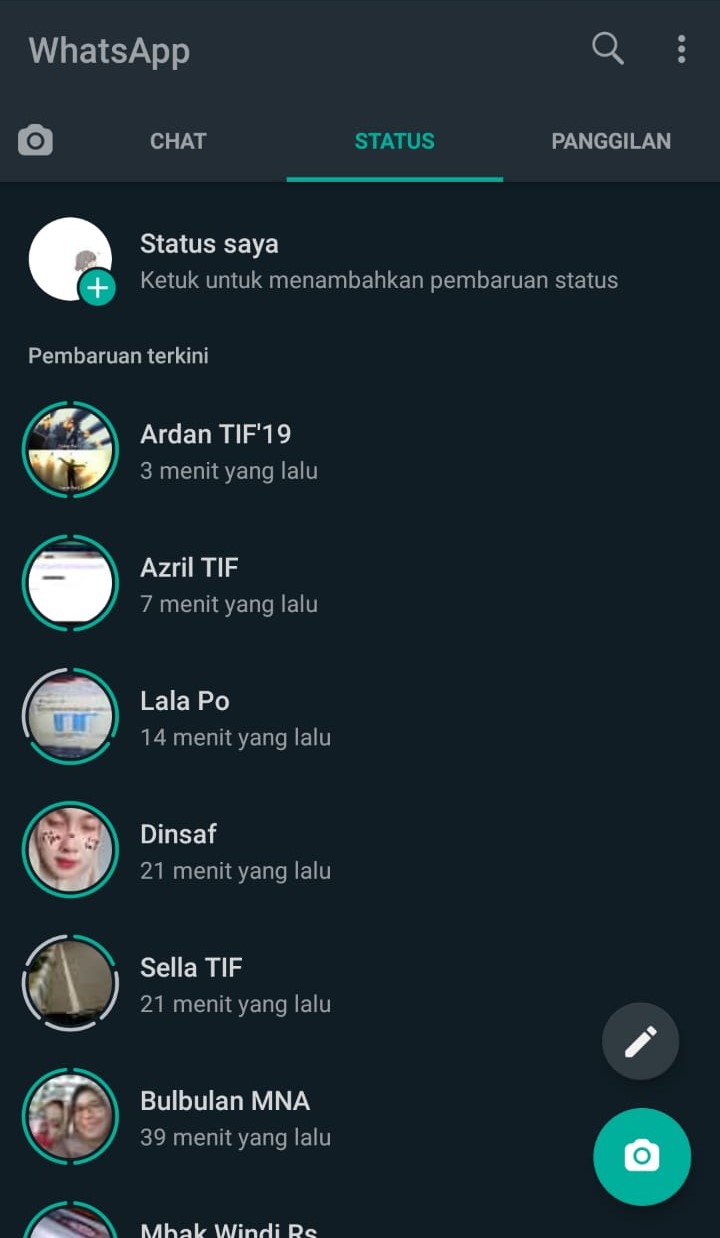 WhatsApp
CHAT
STATUS
PANGGILAN
Status saya
Ketuk untuk menambahkan pembaruan status
Pembaruan terkini
Ardan TIF'19
3 menit yang lalu
Azril TIF
7 menit yang lalu
Lala Po
14 menit yang lalu
Dinsaf
21 menit yang lalu
Sella TIF
21 menit yang lalu
Bulbulan MNA
39 menit yang lalu
Mbak Windi Rs